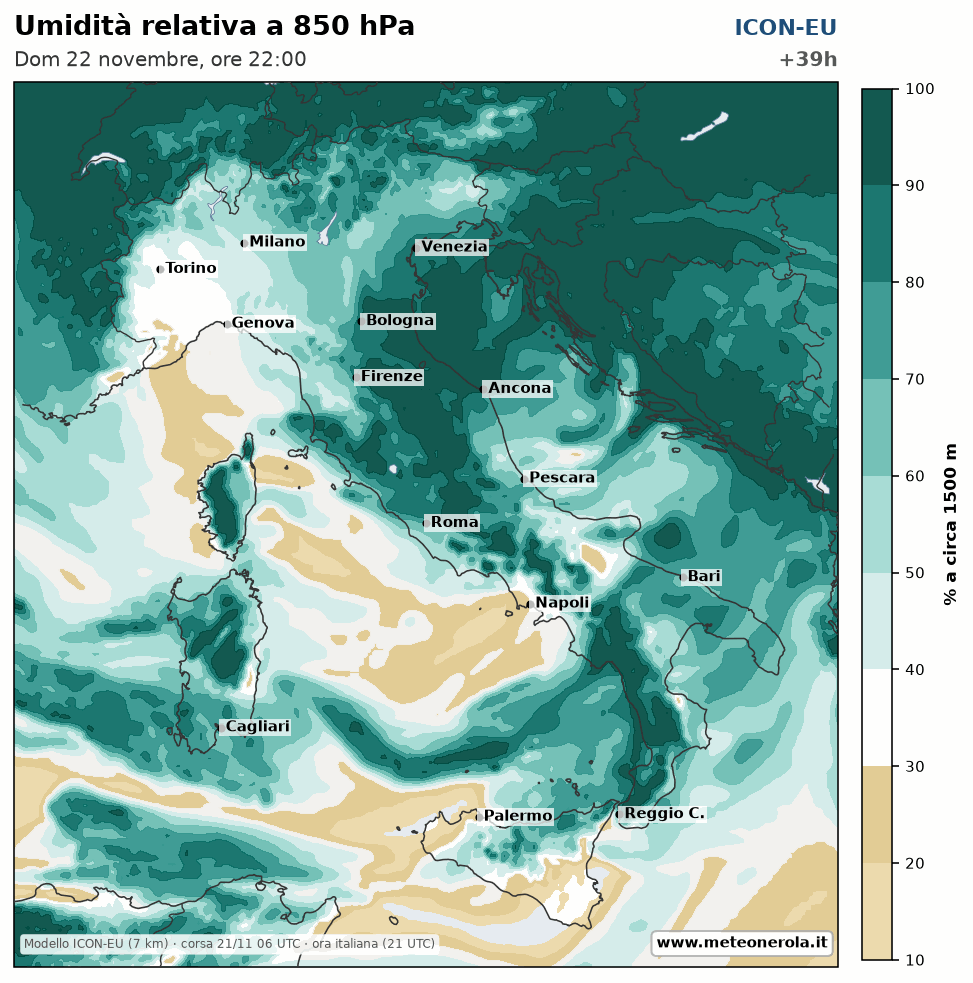 Umidità relativa a 850 hPa
ICON-EU
Dom 22 novembre, ore 22:00
+39h
100
90
80
70
60
50
40
30
20
10
% a circa 1500 m
Milano
Venezia
Torino
Genova
Bologna
Firenze
Ancona
Pescara
Roma
Bari
Napoli
Cagliari
Palermo
Reggio C.
Modello ICON-EU (7 km) · corsa 21/11 06 UTC · ora italiana (21 UTC)
www.meteonerola.it